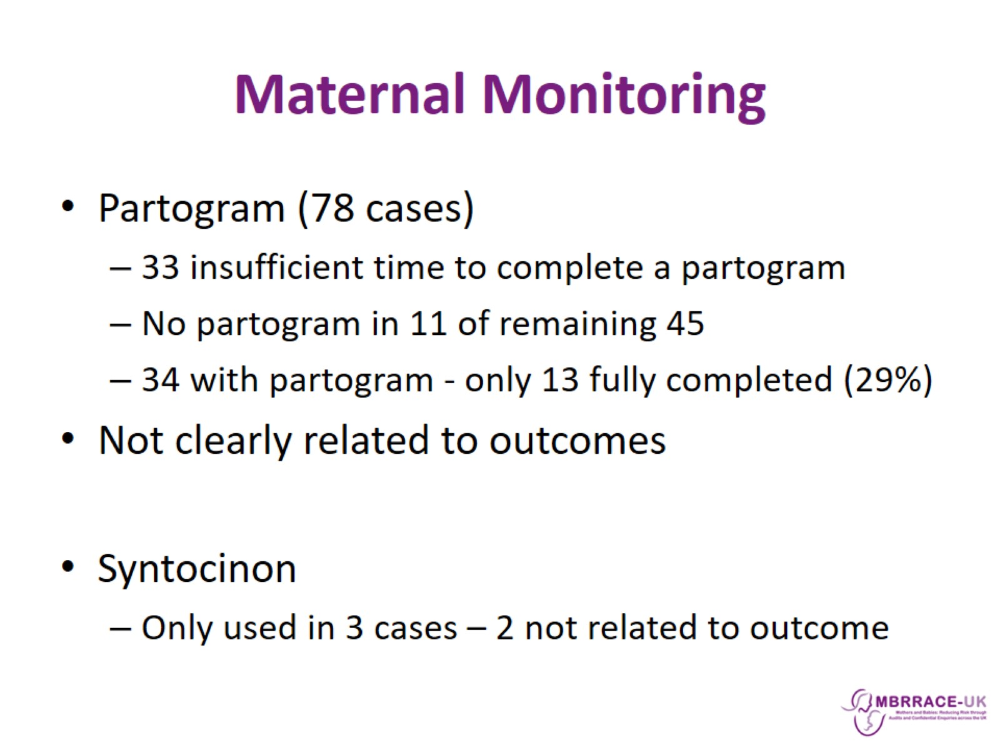 Maternal Monitoring
• Partogram (78 cases)
– 33 insufficient time to complete a partogram
– No partogram in 11 of remaining 45
– 34 with partogram - only 13 fully completed (29%)
• Not clearly related to outcomes
• Syntocinon
– Only used in 3 cases – 2 not related to outcome
MBRRACE-UK
Mothers and Babies: Reducing Risk through
Audits and Confidential Enquiries across the UK